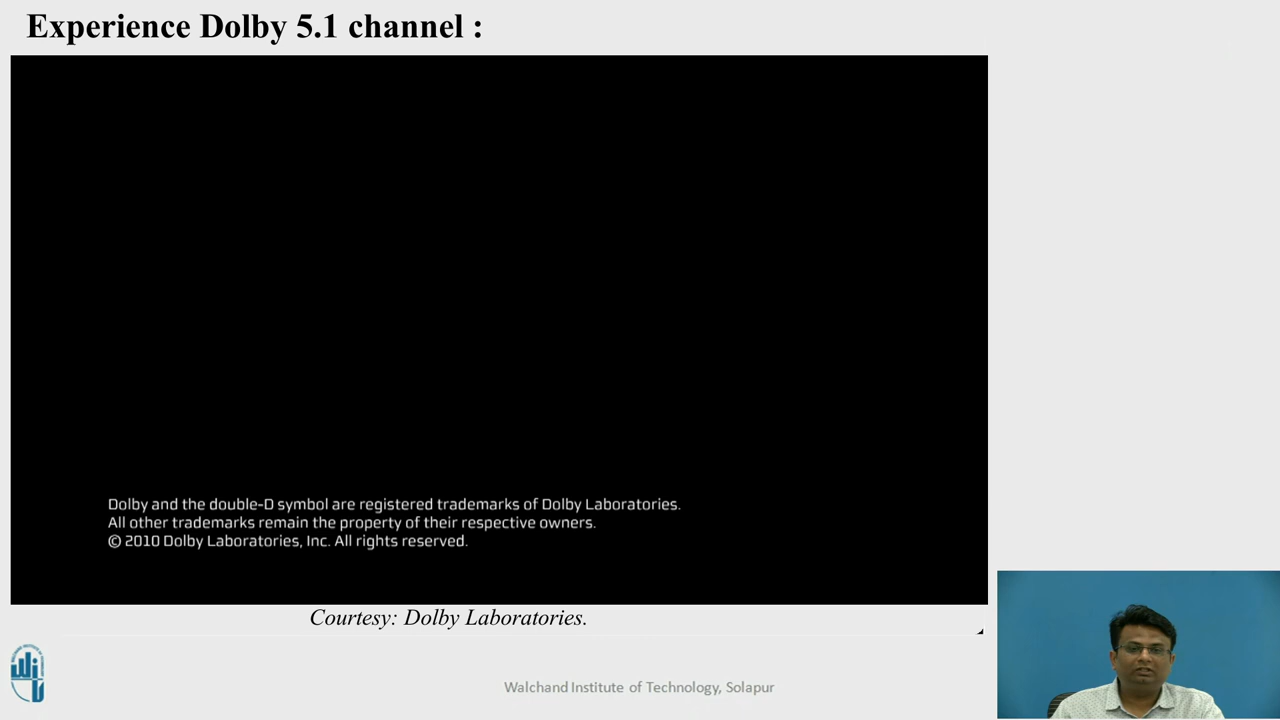 Experience Dolby 5.1 channel :
Dolby and the double-D symbol are registered trademarks of Dolby Laboratories.
All other trademarks remain the property of their respective owners.
© 2010 Dolby Laboratories, Inc. All rights reserved.
Courtesy: Dolby Laboratories.
Walchand Institute of Technology, Solapur